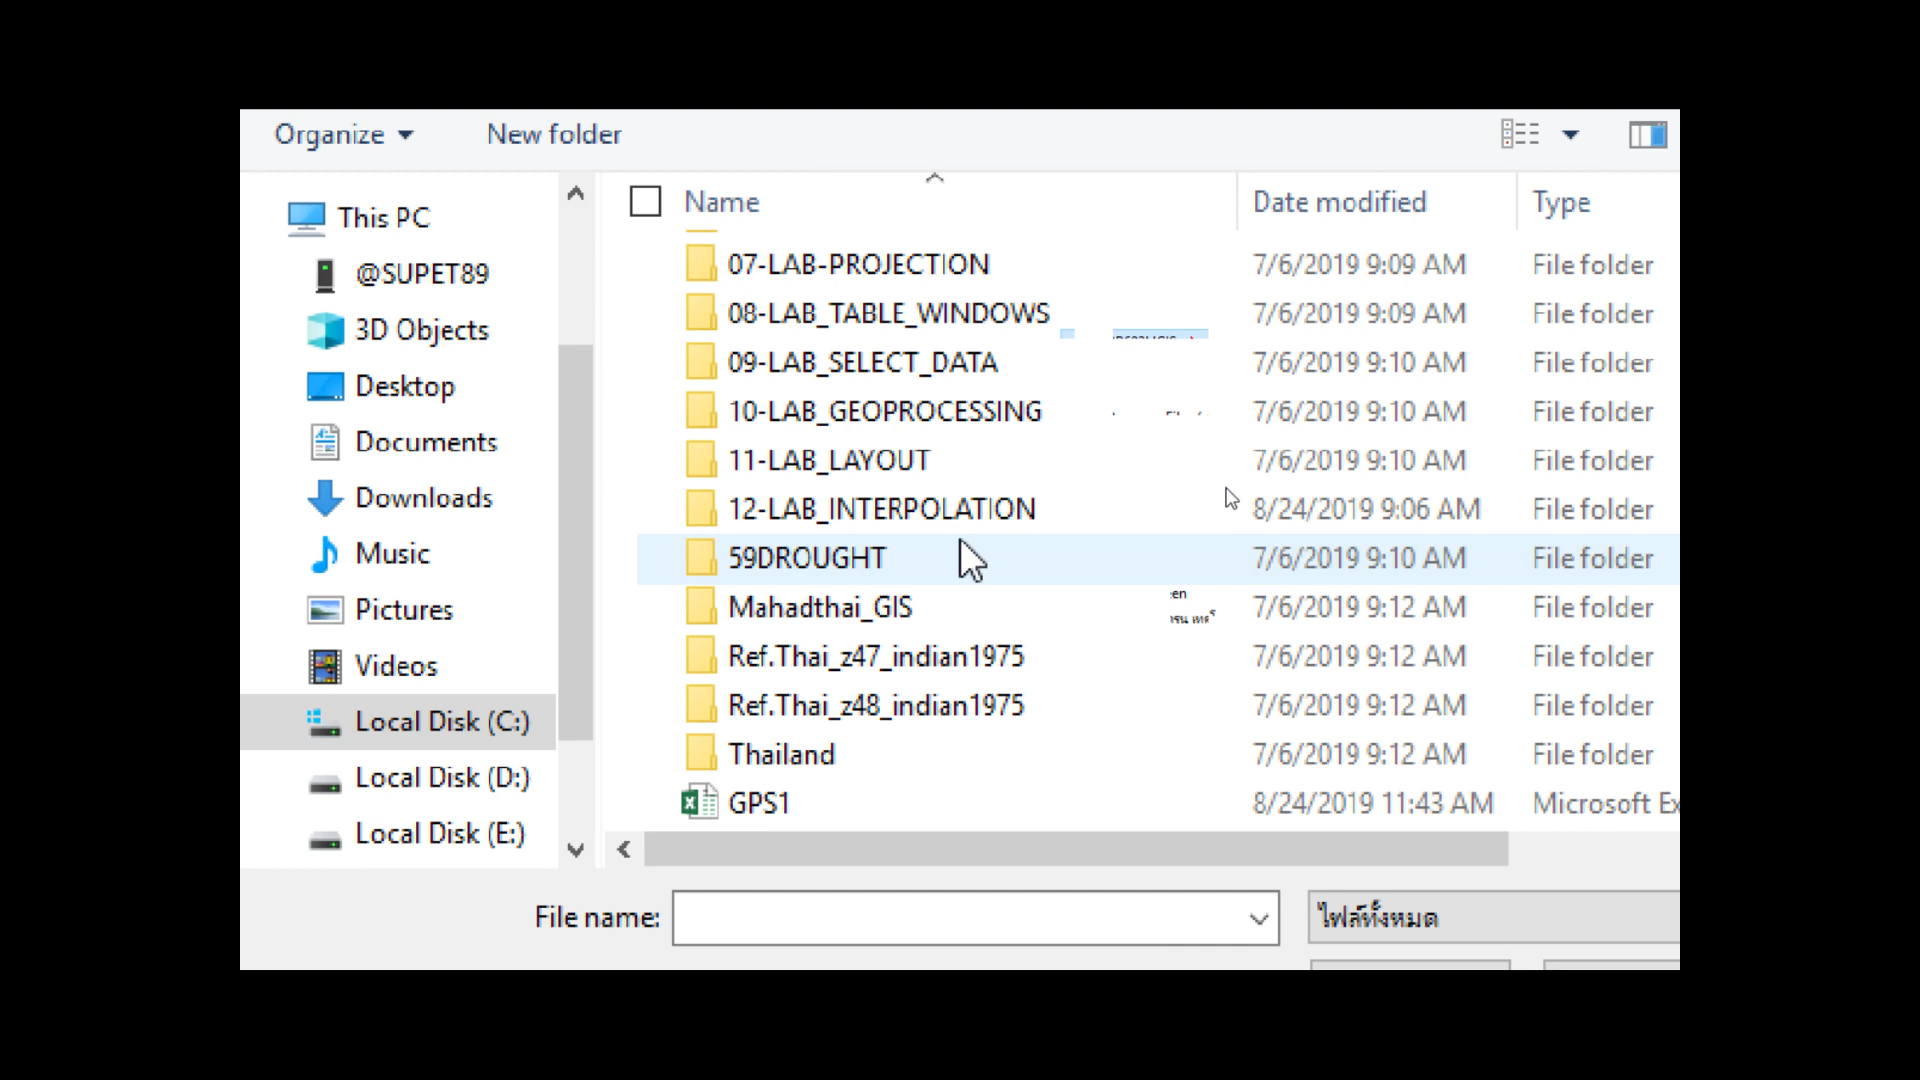 Organize New folder
Name Date modified Type
This PC
@SUPET89
3D Objects
Desktop
Documents
Downloads
Music
Pictures
Videos
Local Disk (C:)
Local Disk (D:)
Local Disk (E:)
07-LAB-PROJECTION 7/6/2019 9:09 AM File folder
08-LAB_TABLE_WINDOWS 7/6/2019 9:09 AM File folder
09-LAB_SELECT_DATA 7/6/2019 9:10 AM File folder
10-LAB_GEOPROCESSING 7/6/2019 9:10 AM File folder
11-LAB_LAYOUT 7/6/2019 9:10 AM File folder
12-LAB_INTERPOLATION 8/24/2019 9:06 AM File folder
59DROUGHT 7/6/2019 9:10 AM File folder
Mahadthai_GIS 7/6/2019 9:12 AM File folder
Ref.Thai_z47_indian1975 7/6/2019 9:12 AM File folder
Ref.Thai_z48_indian1975 7/6/2019 9:12 AM File folder
Thailand 7/6/2019 9:12 AM File folder
GPS1 8/24/2019 11:43 AM Microsoft Ex
File name: ไฟล์ทั้งหมด